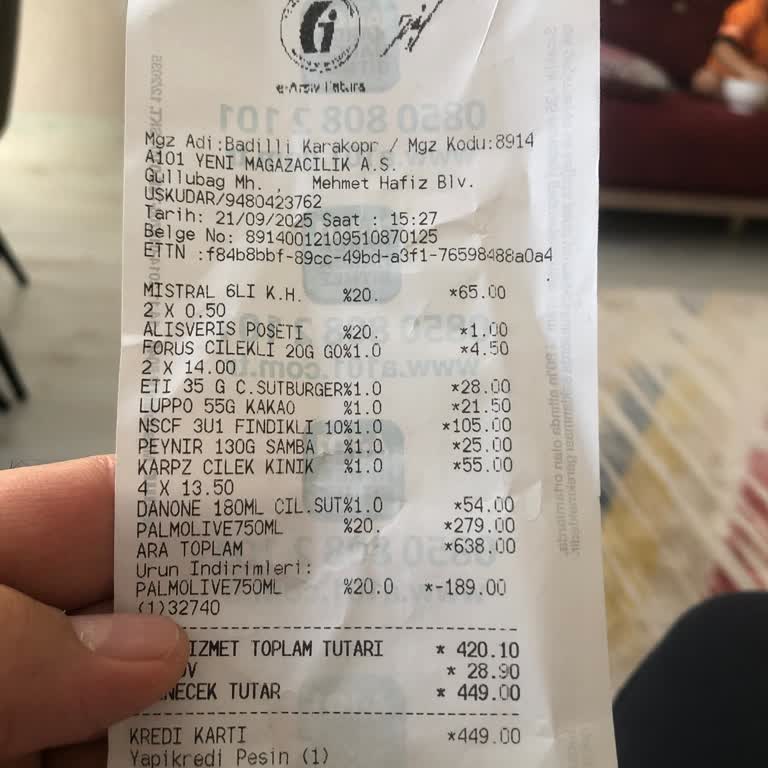 e-Arşiv Fatura
Mgz Adi:Badilli Karakopr / Mgz Kodu:8914
A101 YENİ MAGAZACILIK A.S.
Gullubag Mh. , Mehmet Hafiz Blv.
USKUDAR/9480423762
Tarih: 21/09/2025 Saat : 15:27
Belge No: 89140012109510870125
ETTN :f84b8bbf-89cc-49bd-a3f1-76598488a0a4
MISTRAL 6LI K.H. %20. *65.00
2 X 0.50
ALISVERIS POSETI %20. *1.00
FORUS CILEKLI 20G GO%1.0 *4.50
2 X 14.00
ETI 35 G C.SUTBURGER%1.0 *28.00
LUPPO 55G KAKAO %1.0 *21.50
NSCF 3U1 FINDIKLI 10%1.0 *105.00
PEYNIR 130G SAMBA %1.0 *25.00
KARPZ CILEK KINIK %1.0 *55.00
4 X 13.50
DANONE 180ML CIL.SUT%1.0 *54.00
PALMOLIVE750ML %20. *279.00
ARA TOPLAM *638.00
Urun Indirimleri:
PALMOLIVE750ML %20.0 *-189.00
(1)32740
IZMET TOPLAM TUTARI * 420.10
DV * 28.90
NECEK TUTAR * 449.00
KREDI KARTI *449.00
Yapikredi Pesin (1)